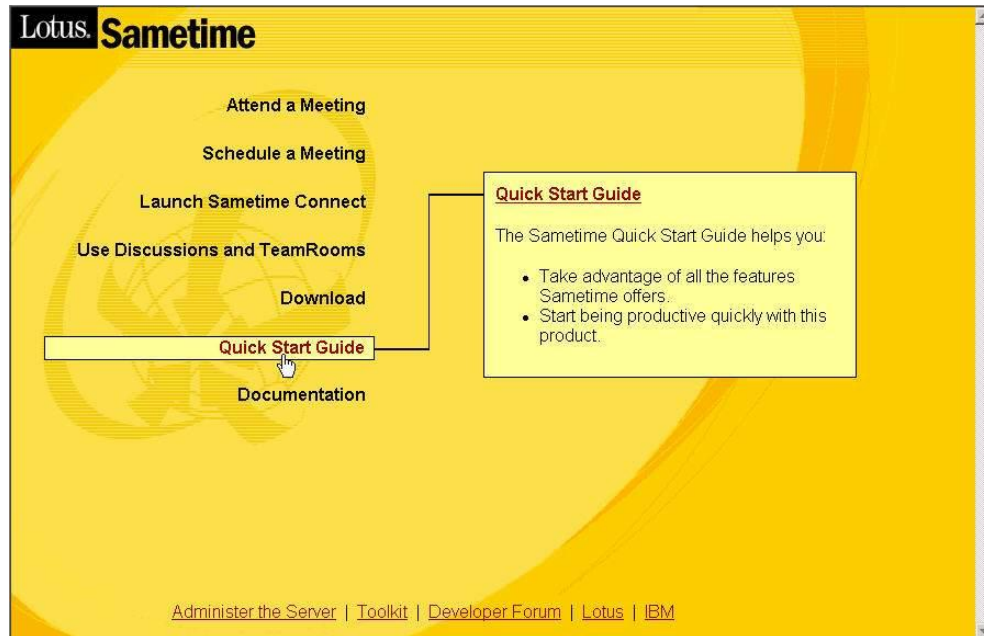 Lotus. Sametime
Attend a Meeting
Schedule a Meeting
Launch Sametime Connect
Use Discussions and TeamRooms
Download
Quick Start Guide
Documentation
Quick Start Guide
The Sametime Quick Start Guide helps you:
• Take advantage of all the features
Sametime offers.
• Start being productive quickly with this
product.
Administer the Server | Toolkit | Developer Forum | Lotus | IBM